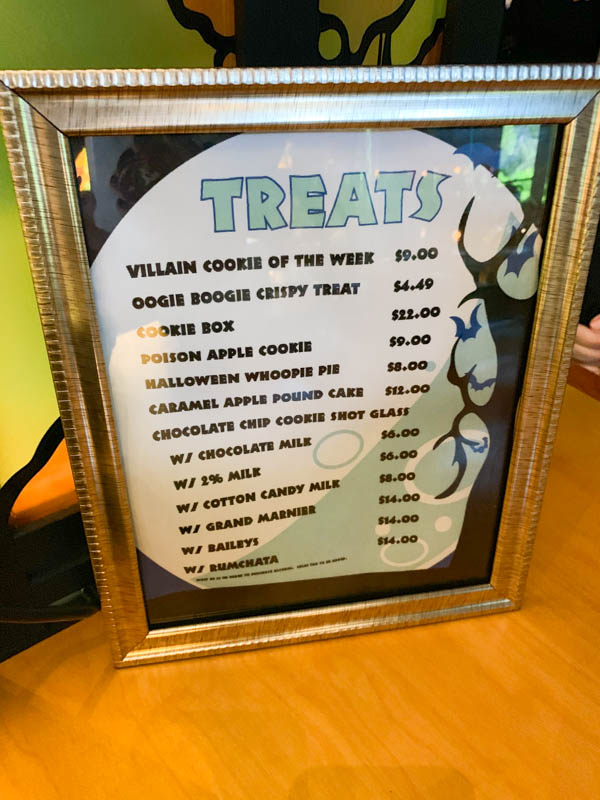 TREATS
VILLAIN COOKIE OF THE WEEK $9.00
OOGIE BOOGIE CRISPY TREAT $4.49
COOKIE BOX $22.00
POISON APPLE COOKIE $9.00
HALLOWEEN WHOOPIE PIE $8.00
CARAMEL APPLE POUND CAKE $12.00
CHOCOLATE CHIP COOKIE SHOT GLASS
W/ CHOCOLATE MILK $6.00
W/ 2% MILK $6.00
W/ COTTON CANDY MILK $8.00
W/ GRAND MARNIER $14.00
W/ BAILEYS $14.00
W/ RUMCHATA $14.00